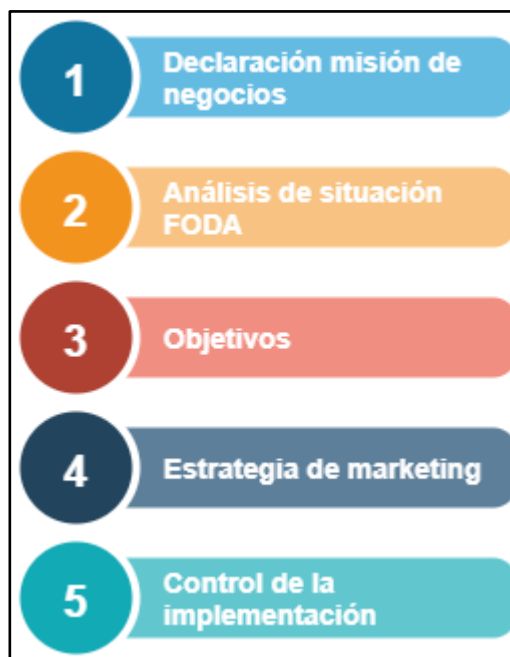 1
Declaración misión de
negocios
2
Análisis de situación
FODA
3
Objetivos
4
Estrategia de marketing
5
Control de la
implementación